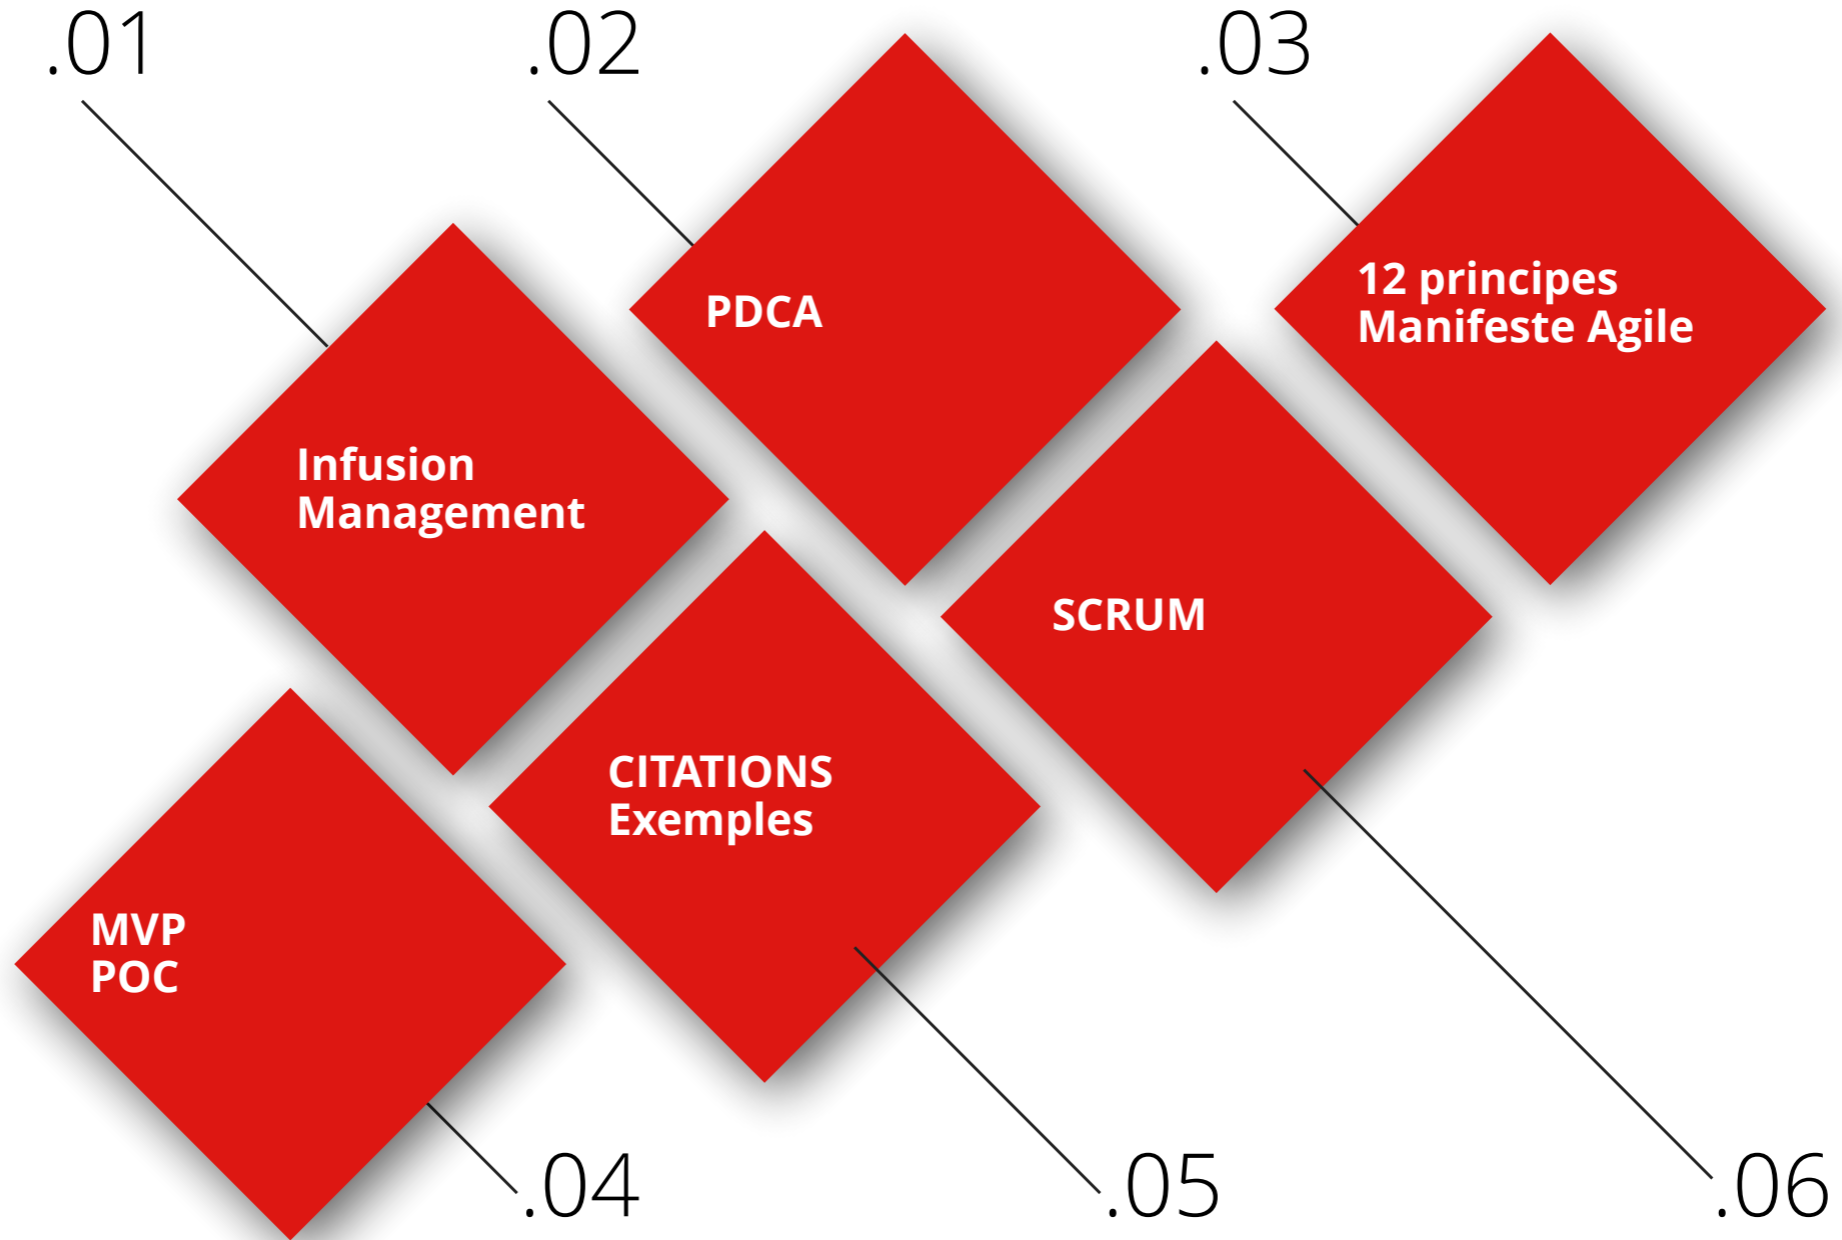 .01
.02
.03
Infusion
Management
PDCA
12 principes
Manifeste Agile
MVP
POC
CITATIONS
Exemples
SCRUM
.04
.05
.06